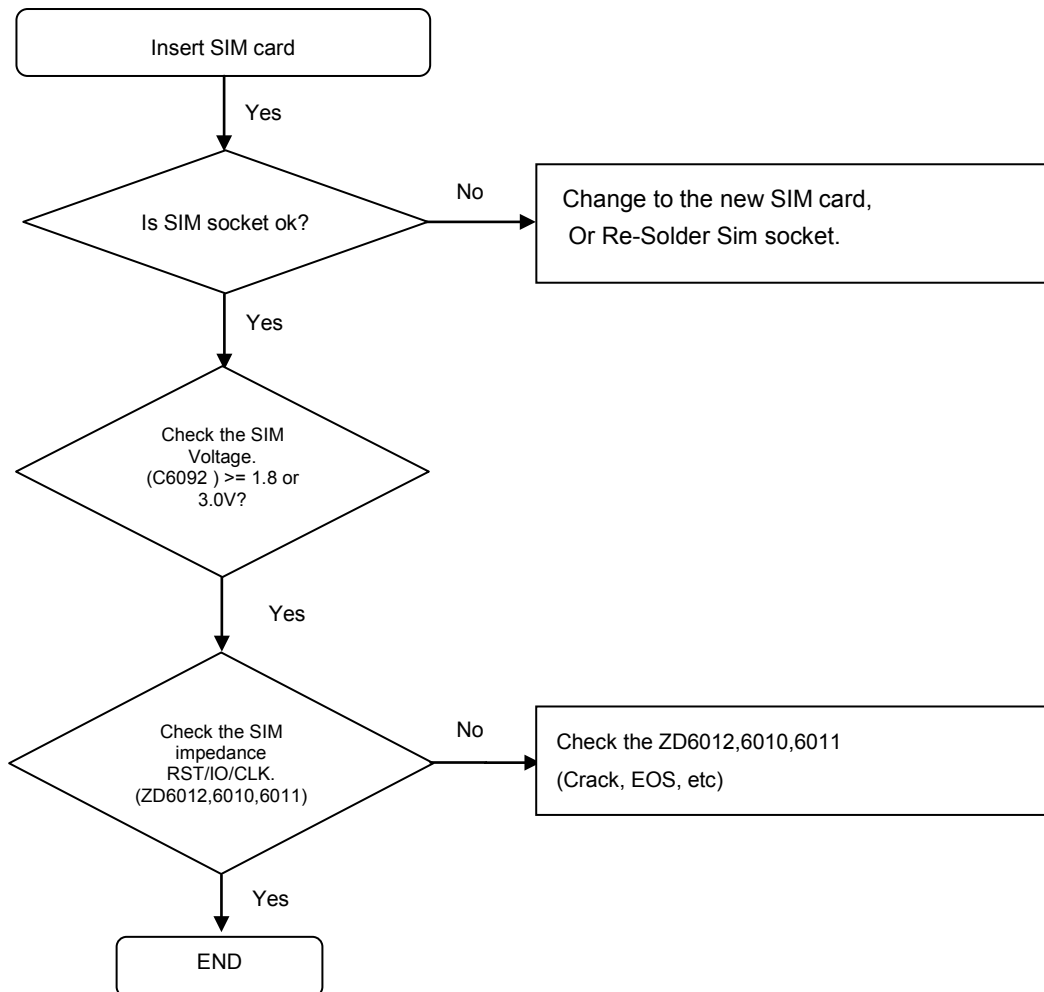 Insert SIM card
Yes
Is SIM socket ok?
No
Change to the new SIM card,
Or Re-Solder Sim socket.
Yes
Check the SIM
Voltage.
(C6092 ) >= 1.8 or
3.0V?
Yes
Check the SIM
impedance
RST/IO/CLK.
(ZD6012,6010,6011)
No
Check the ZD6012,6010,6011
(Crack, EOS, etc)
Yes
END